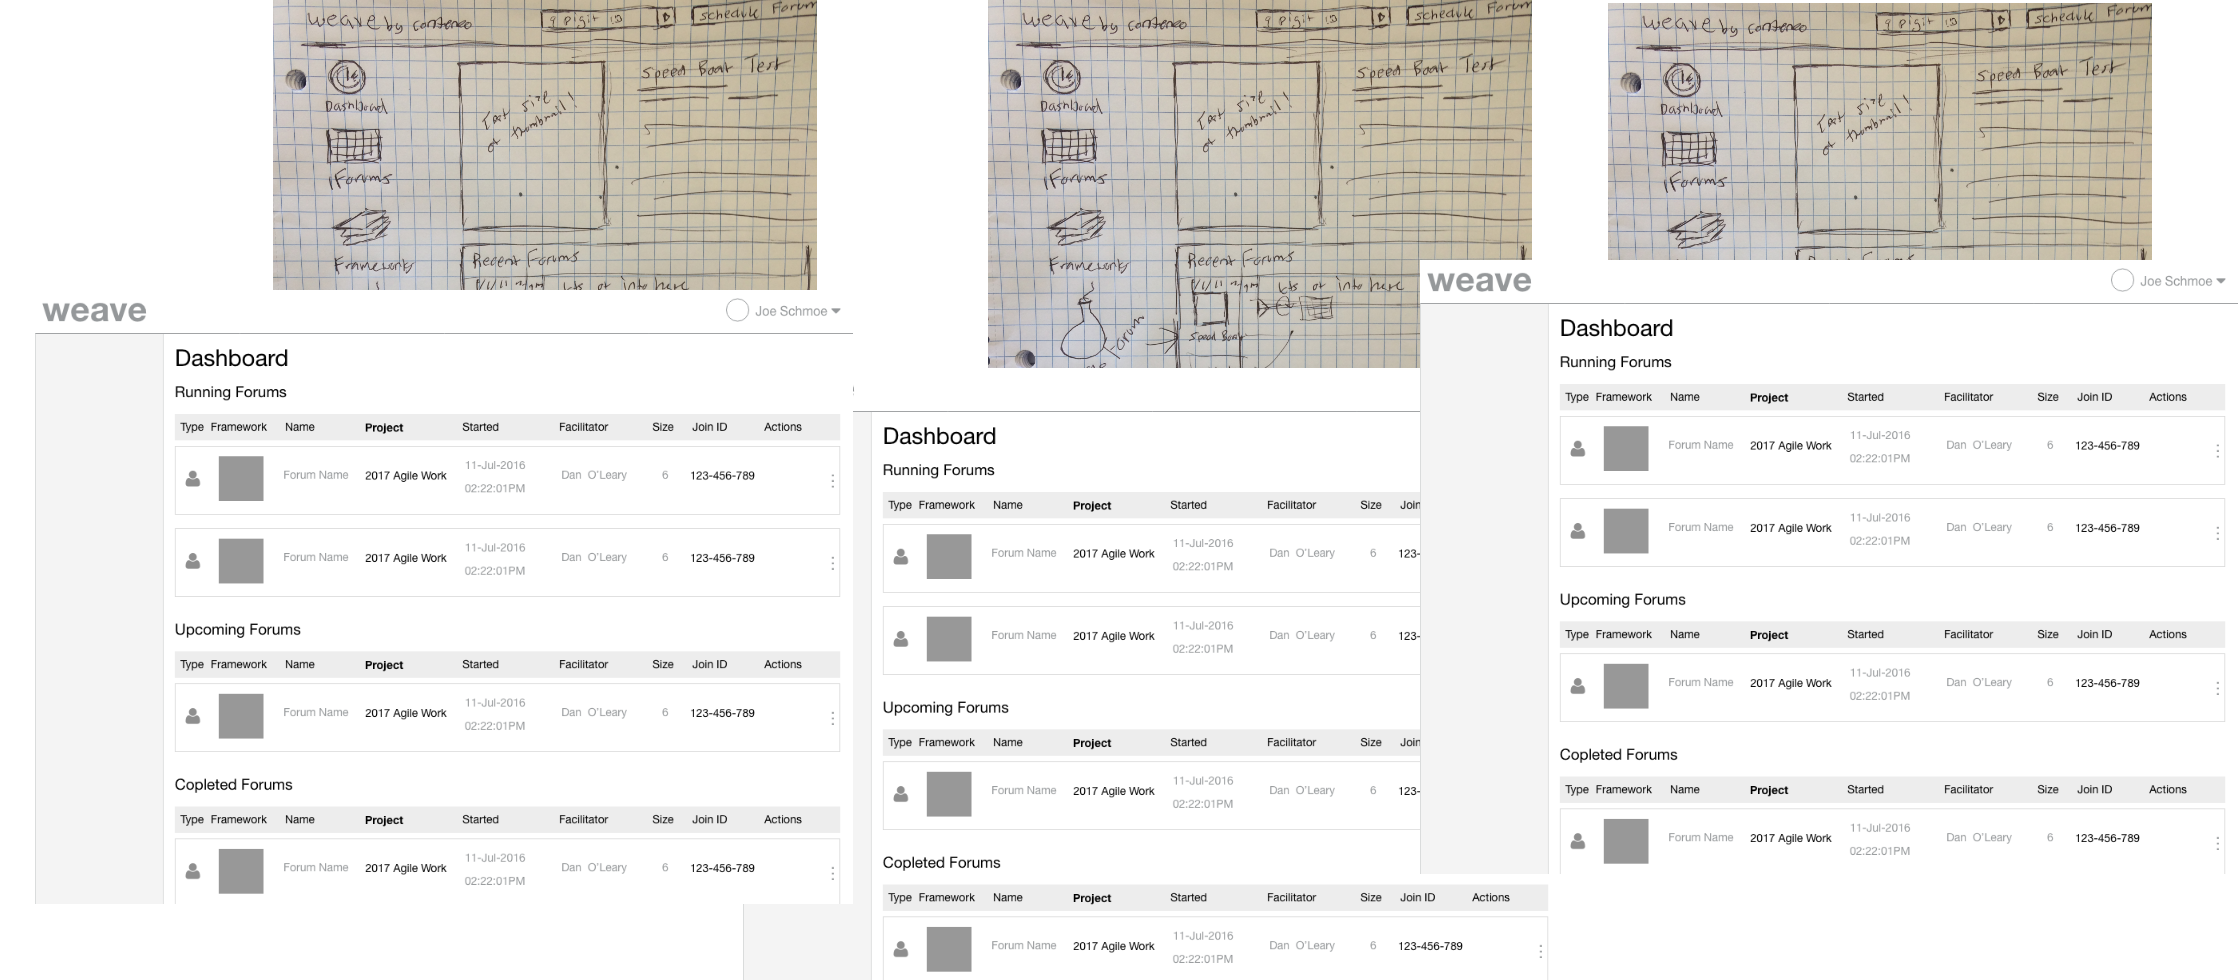 weave by conteneo
9 Digit ID
Schedule Forum
Dashboard
Speed Boat Test
size
of thumbnail!
Forums
Frameworks
Recent Forums
lots of info here
weave by conteneo
9 Digit ID
Schedule Forum
Dashboard
Speed Boat Test
size
of thumbnail!
Forums
Frameworks
Recent Forums
lots of info here
Speed Boat
Forum
weave by conteneo
9 Digit ID
Schedule Forum
Dashboard
Speed Boat Test
size
of thumbnail!
Forums
weave
Joe Schmoe
Dashboard
Running Forums
Type Framework Name Project Started Facilitator Size Join ID Actions
Forum Name 2017 Agile Work 11-Jul-2016 Dan O'Leary 6 123-456-789
02:22:01PM
Forum Name 2017 Agile Work 11-Jul-2016 Dan O'Leary 6 123-456-789
02:22:01PM
Upcoming Forums
Type Framework Name Project Started Facilitator Size Join ID Actions
Forum Name 2017 Agile Work 11-Jul-2016 Dan O'Leary 6 123-456-789
02:22:01PM
Copleted Forums
Type Framework Name Project Started Facilitator Size Join ID Actions
Forum Name 2017 Agile Work 11-Jul-2016 Dan O'Leary 6 123-456-789
02:22:01PM
Dashboard
Running Forums
Type Framework Name Project Started Facilitator Size Join
Forum Name 2017 Agile Work 11-Jul-2016 Dan O'Leary 6 123-
02:22:01PM
Forum Name 2017 Agile Work 11-Jul-2016 Dan O'Leary 6 123-
02:22:01PM
Upcoming Forums
Type Framework Name Project Started Facilitator Size Join
Forum Name 2017 Agile Work 11-Jul-2016 Dan O'Leary 6 123-
02:22:01PM
Copleted Forums
Type Framework Name Project Started Facilitator Size Join ID Actions
Forum Name 2017 Agile Work 11-Jul-2016 Dan O'Leary 6 123-456-789
02:22:01PM
weave
Joe Schmoe
Dashboard
Running Forums
Type Framework Name Project Started Facilitator Size Join ID Actions
Forum Name 2017 Agile Work 11-Jul-2016 Dan O'Leary 6 123-456-789
02:22:01PM
Forum Name 2017 Agile Work 11-Jul-2016 Dan O'Leary 6 123-456-789
02:22:01PM
Upcoming Forums
Type Framework Name Project Started Facilitator Size Join ID Actions
Forum Name 2017 Agile Work 11-Jul-2016 Dan O'Leary 6 123-456-789
02:22:01PM
Copleted Forums
Type Framework Name Project Started Facilitator Size Join ID Actions
Forum Name 2017 Agile Work 11-Jul-2016 Dan O'Leary 6 123-456-789
02:22:01PM